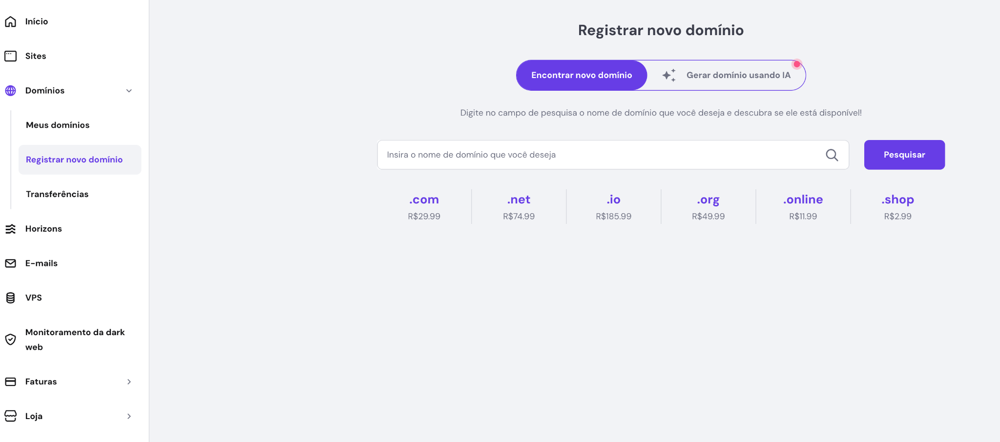 Início
Sites
Domínios
Meus domínios
Registrar novo domínio
Transferências
Horizons
E-mails
VPS
Monitoramento da dark
web
Faturas
Loja
Registrar novo domínio
Encontrar novo domínio
Gerar domínio usando IA
Digite no campo de pesquisa o nome de domínio que você deseja e descubra se ele está disponível!
Insira o nome de domínio que você deseja
Pesquisar
.com
R$29.99
.net
R$74.99
.io
R$185.99
.org
R$49.99
.online
R$11.99
.shop
R$2.99